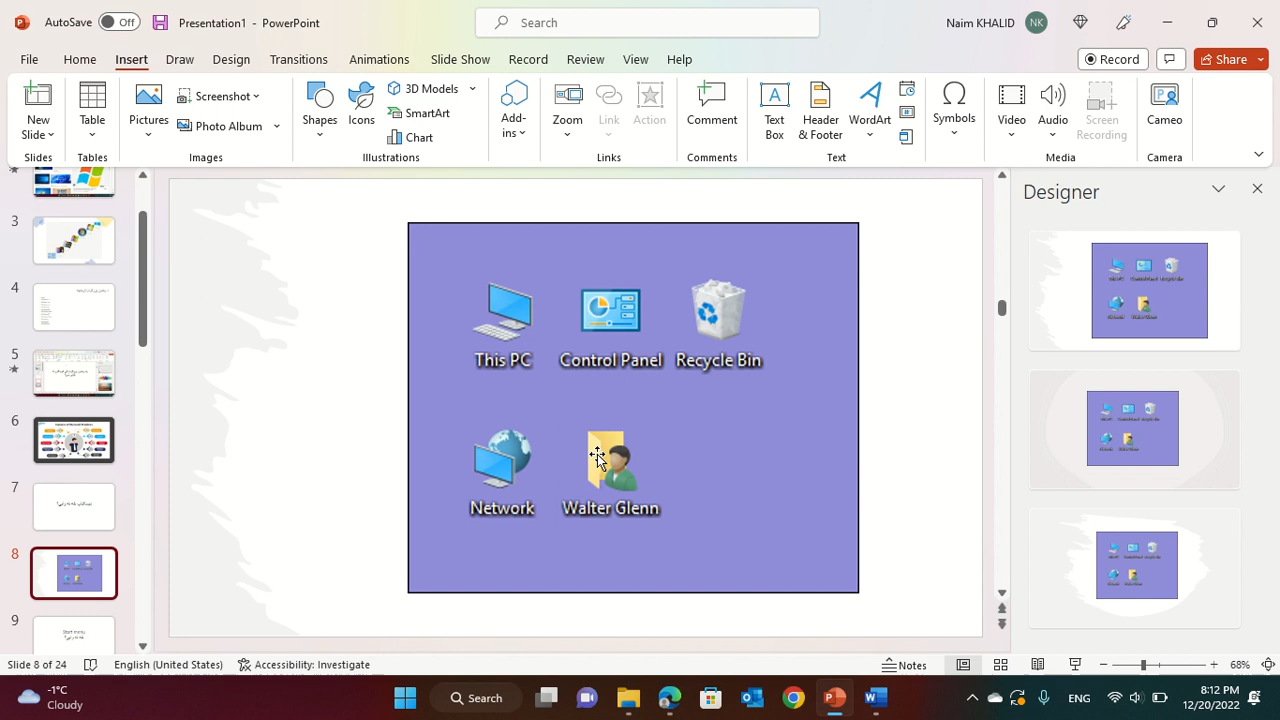 AutoSave Off Presentation1 - PowerPoint Search Naim KHALID NK
File Home Insert Draw Design Transitions Animations Slide Show Record Review View Help Record Share
New Slide
Slides
Table
Tables
Pictures
Screenshot
Photo Album
Images
Shapes
Icons
3D Models
SmartArt
Chart
Illustrations
Add-ins
Zoom
Link
Action
Links
Comment
Comments
Text Box
Header & Footer
WordArt
Text
Symbols
Video
Audio
Screen Recording
Media
Cameo
Camera
3
4
5
6
7
8
9
Start menu
This PC Control Panel Recycle Bin
Network Walter Glenn
Designer
Slide 8 of 24 English (United States) Accessibility: Investigate Notes 68%
-1°C
Cloudy
Search
ENG
8:12 PM
12/20/2022